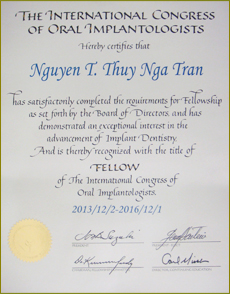 THE INTERNATIONAL CONGRESS
OF ORAL IMPLANTOLOGISTS
Hereby certifies that
Nguyen T. Thuy Nga Tran
Has satisfactorily completed the requirements for Fellowship
as set forth by the Board of Directors and has
demonstrated an exceptional interest in the
advancement of Implant Dentistry.
And is thereby recognized with the title of
FELLOW
of The International Congress of
Oral Implantologists.
2013/12/2-2016/12/1